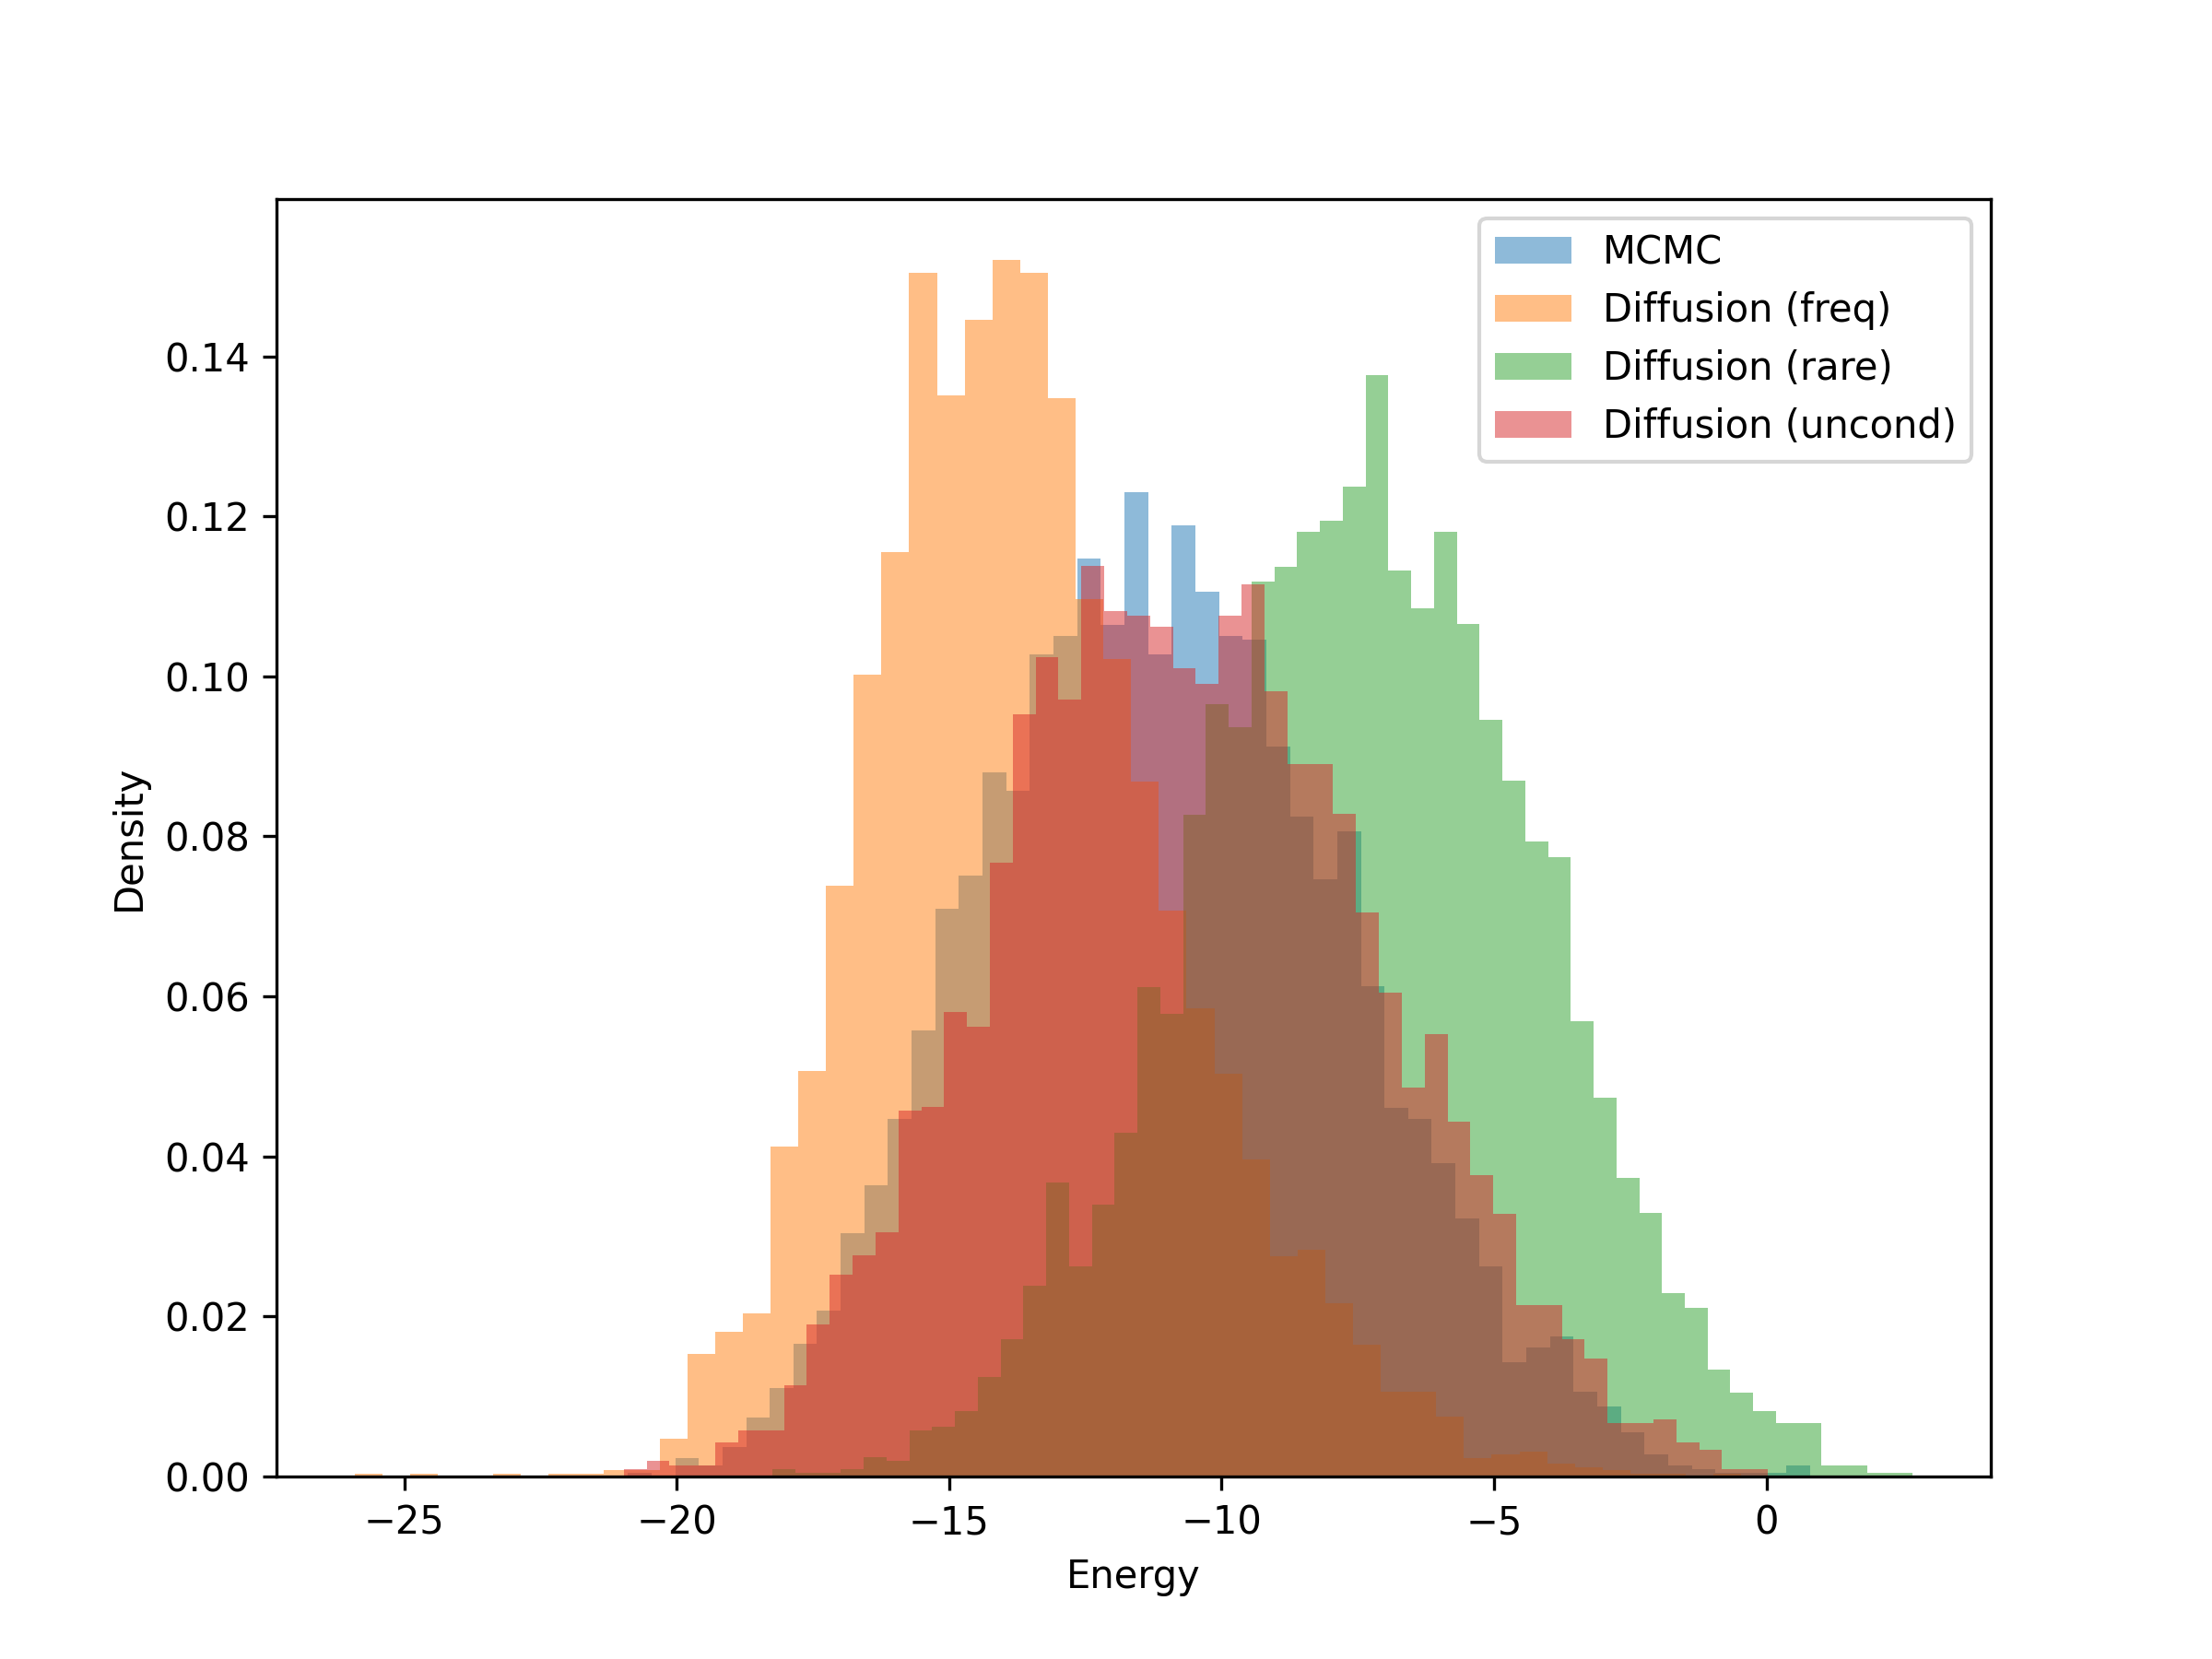 MCMC
Diffusion (freq)
Diffusion (rare)
Diffusion (uncond)
0.14
0.12
0.10
0.08
0.06
0.04
0.02
0.00
Density
−25 −20 −15 −10 −5 0
Energy